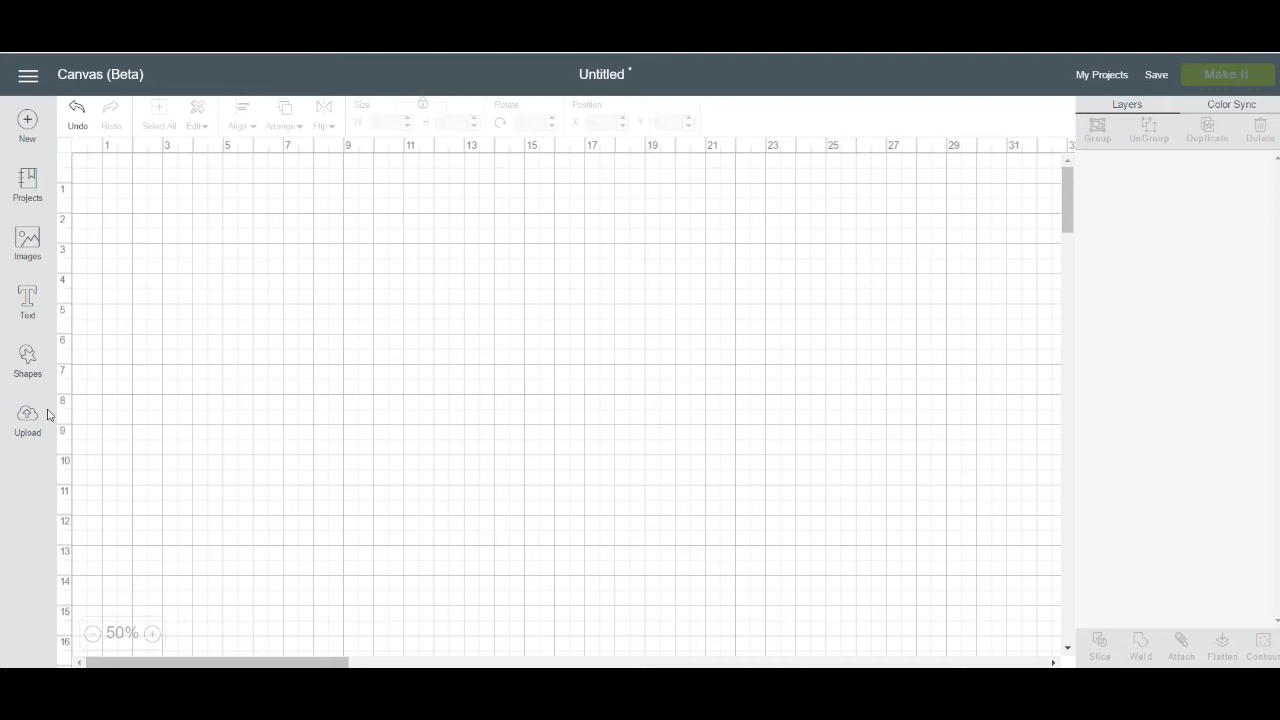 Canvas (Beta)
Untitled *
My Projects
Save
Make It
New
Projects
Images
Text
Shapes
Upload
Undo
Redo
Select All
Edit
Align
Arrange
Flip
Size
W
H
Rotate
Position
X
Y
Layers
Color Sync
Group
UnGroup
Duplicate
Delete
1 3 5 7 9 11 13 15 17 19 21 23 25 27 29 31
1
2
3
4
5
6
7
8
9
10
11
12
13
14
15
16
50%
Slice
Weld
Attach
Flatten
Contou